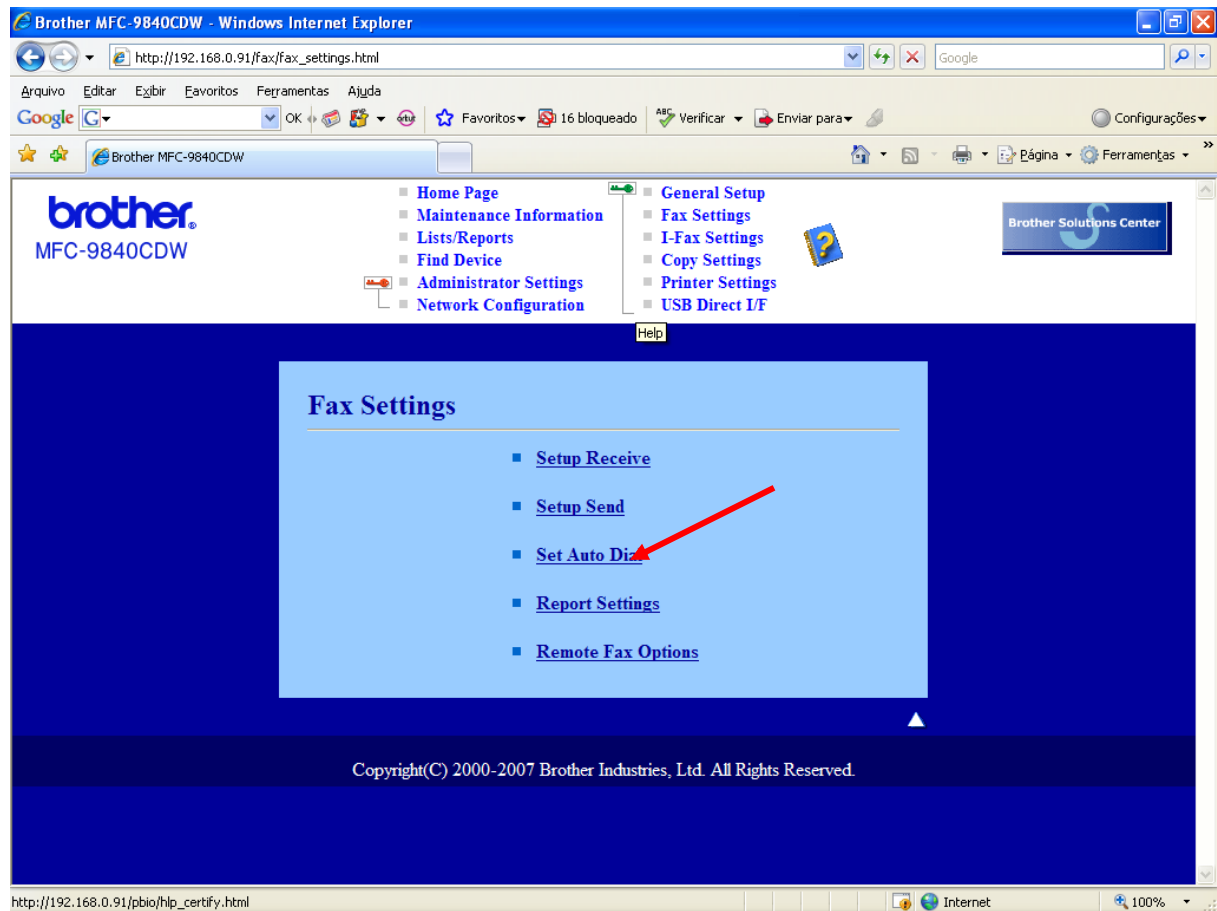 Brother MFC-9840CDW - Windows Internet Explorer
http://192.168.0.91/fax/fax_settings.html
Google
Arquivo Editar Exibir Favoritos Ferramentas Ajuda
Google G OK Favoritos 16 bloqueado ABC Verificar Enviar para Configurações
Brother MFC-9840CDW Página Ferramentas »
brother®
MFC-9840CDW
Home Page
Maintenance Information
Lists/Reports
Find Device
Administrator Settings
Network Configuration
General Setup
Fax Settings
I-Fax Settings
Copy Settings
Printer Settings
USB Direct I/F
Brother Solutions Center
Help
Fax Settings
Setup Receive
Setup Send
Set Auto Dial
Report Settings
Remote Fax Options
Copyright(C) 2000-2007 Brother Industries, Ltd. All Rights Reserved.
http://192.168.0.91/pbio/hlp_certify.html Internet 100%